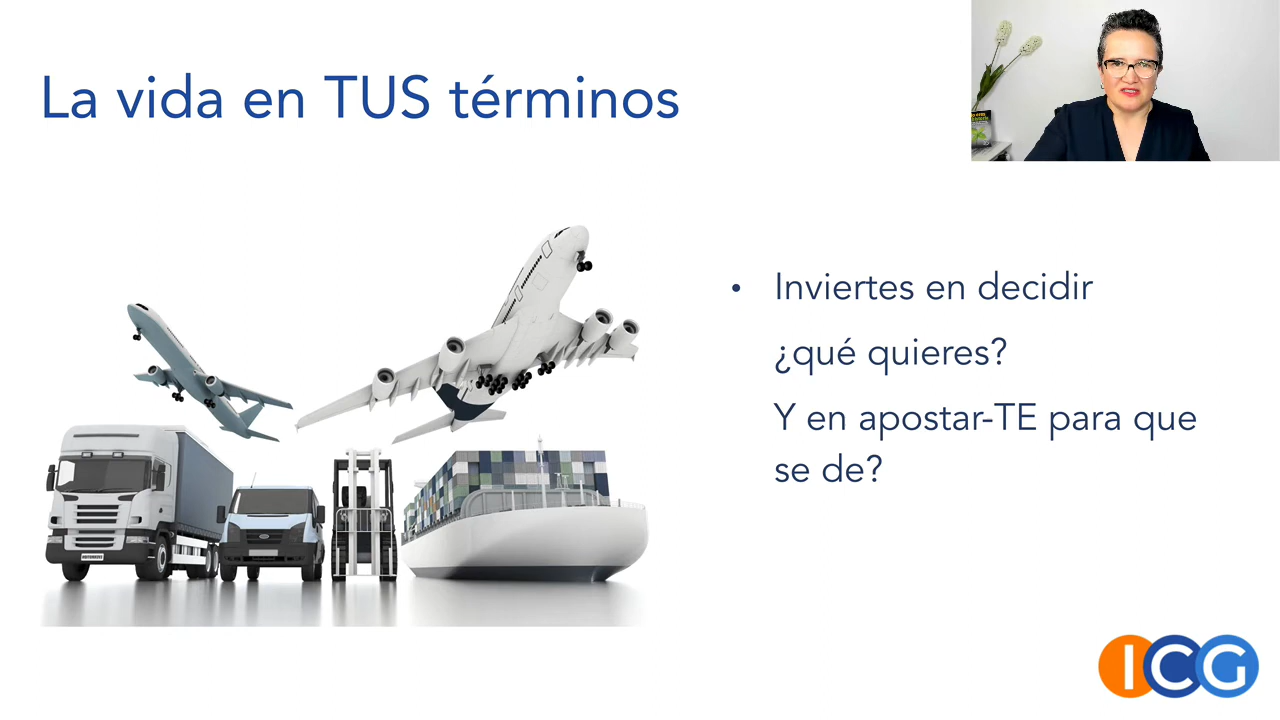 La vida en TUS términos
• Inviertes en decidir
¿qué quieres?
Y en apostar-TE para que
se de?
ICG